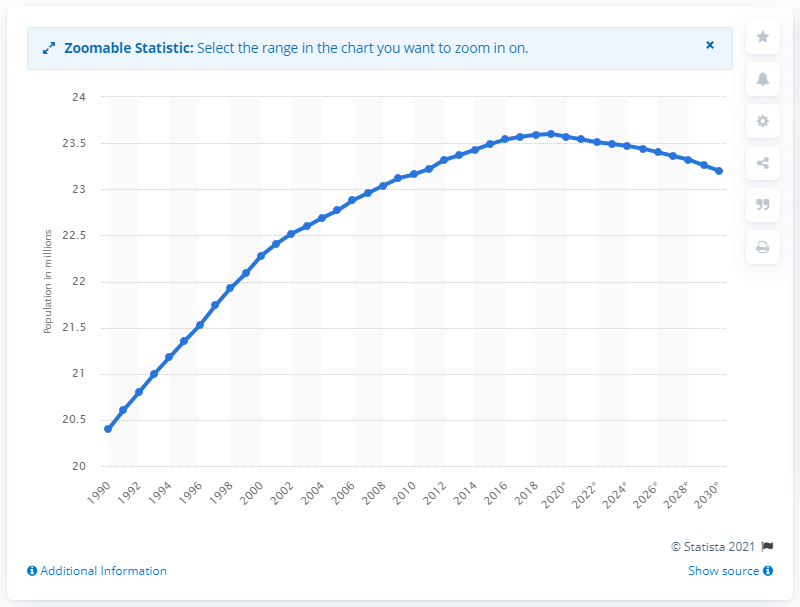 Zoomable Statistic: Select the range in the chart you want to zoom in on.
24
23.5
23
22.5
22
21.5
21
20.5
20
Population in millions
1990 1992 1994 1996 1998 2000 2002 2004 2006 2008 2010 2012 2014 2016 2018 2020* 2022* 2024* 2026* 2028* 2030*
© Statista 2021
Additional Information
Show source